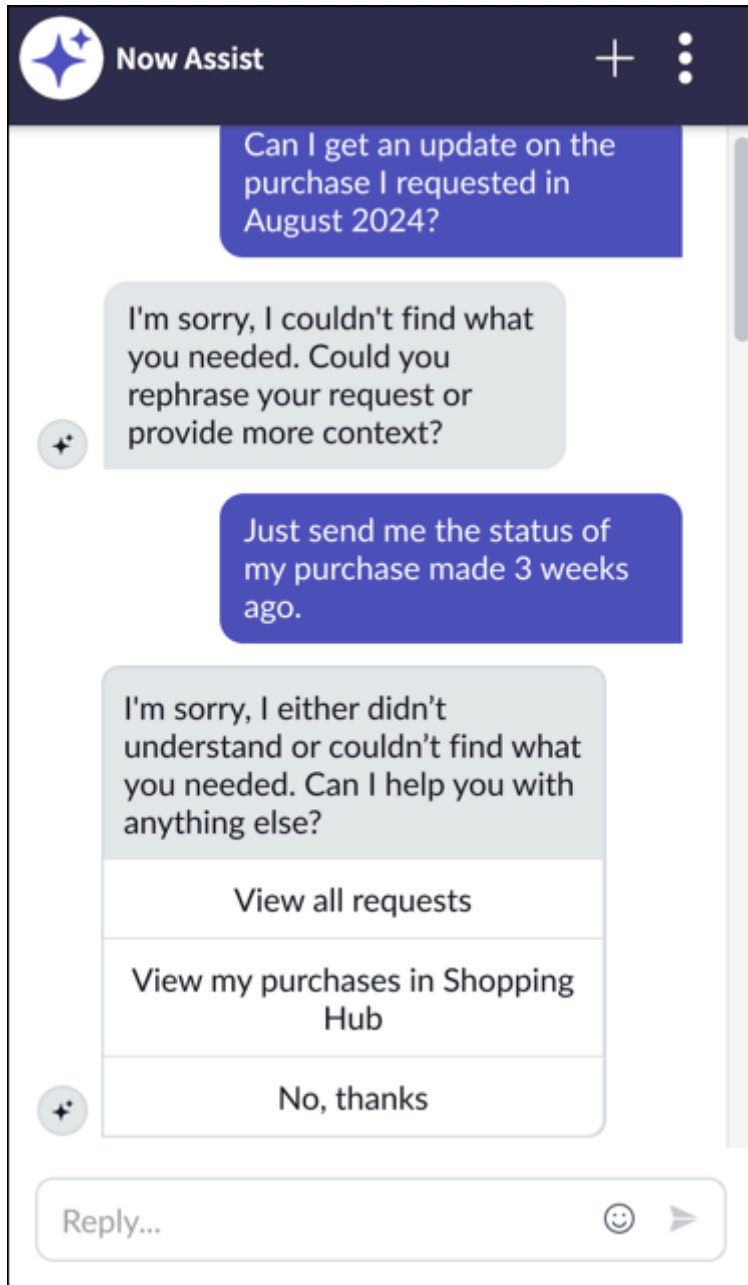 Now Assist
Can I get an update on the
purchase I requested in
August 2024?
I'm sorry, I couldn't find what
you needed. Could you
rephrase your request or
provide more context?
Just send me the status of
my purchase made 3 weeks
ago.
I'm sorry, I either didn’t
understand or couldn’t find what
you needed. Can I help you with
anything else?
View all requests
View my purchases in Shopping
Hub
No, thanks
Reply...